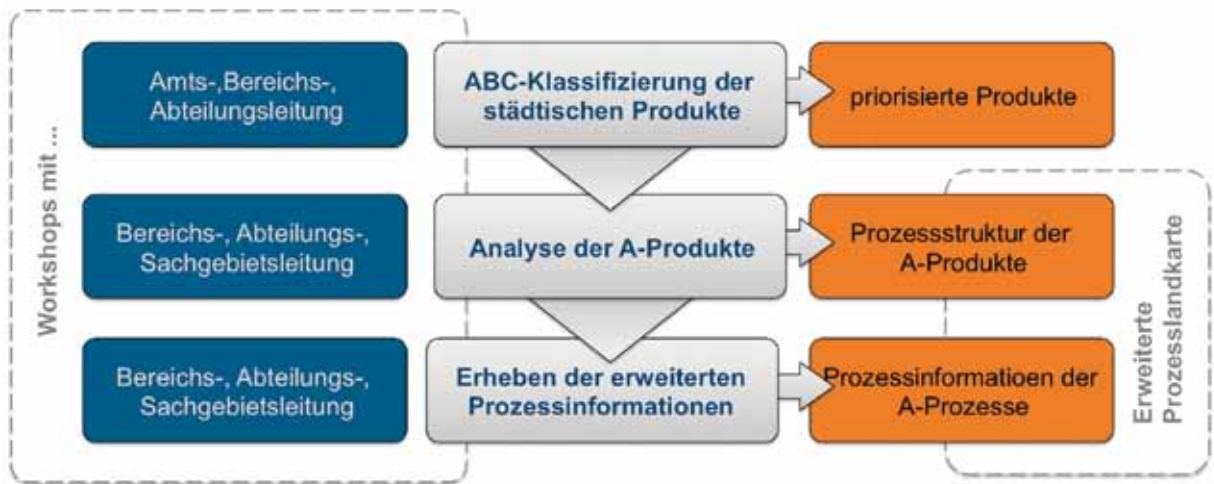 Workshops mit ...
Amts-,Bereichs-,
Abteilungsleitung
ABC-Klassifizierung der
städtischen Produkte
priorisierte Produkte
Bereichs-, Abteilungs-,
Sachgebietsleitung
Analyse der A-Produkte
Prozessstruktur der
A-Produkte
Bereichs-, Abteilungs-,
Sachgebietsleitung
Erheben der erweiterten
Prozessinformationen
Prozessinformatioen der
A-Prozesse
Erweiterte
Prozesslandkarte